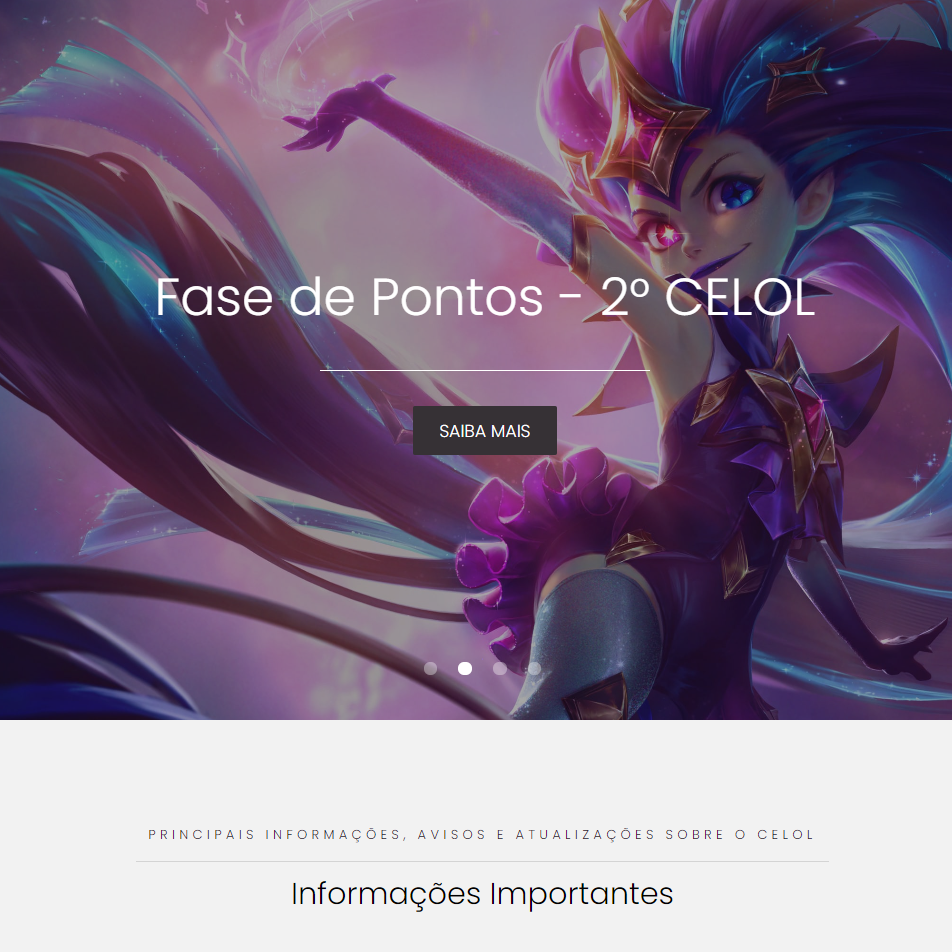 Fase de Pontos - 2º CELOL
SAIBA MAIS
PRINCIPAIS INFORMAÇÕES, AVISOS E ATUALIZAÇÕES SOBRE O CELOL
Informações Importantes